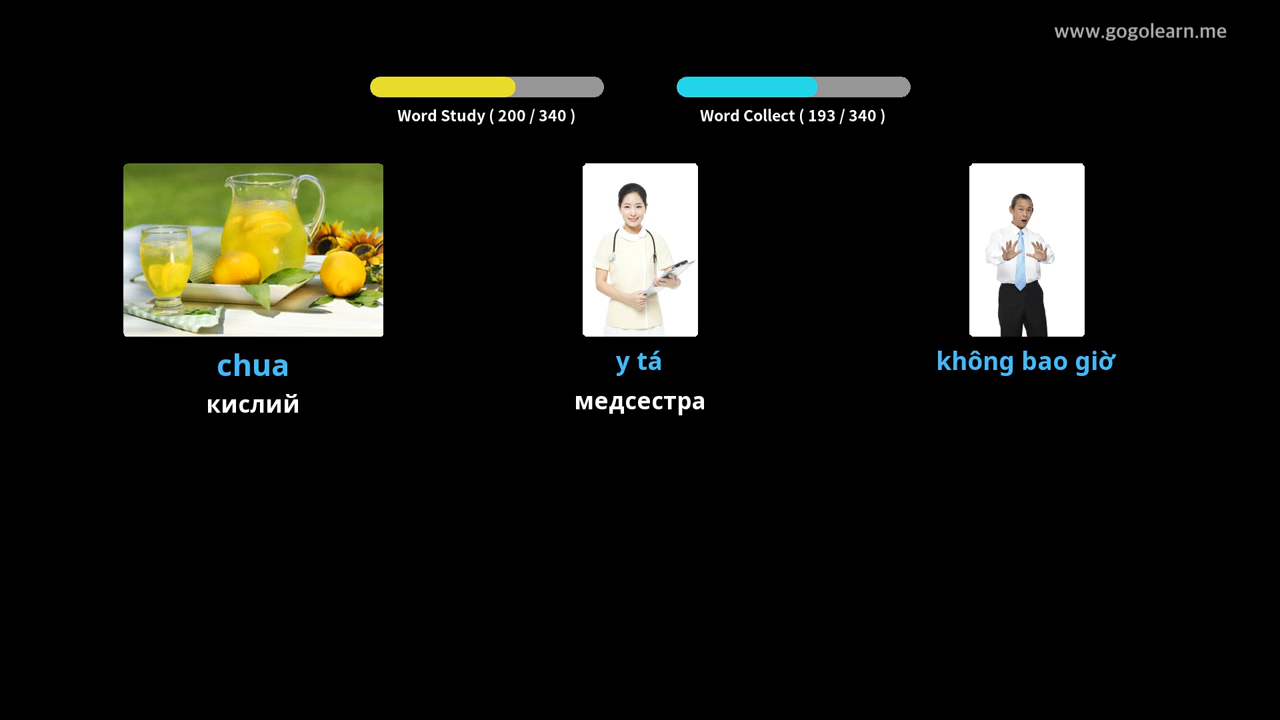 www.gogolearn.me
Word Study ( 200 / 340 )
Word Collect ( 193 / 340 )
chua
кислий
y tá
медсестра
không bao giờ